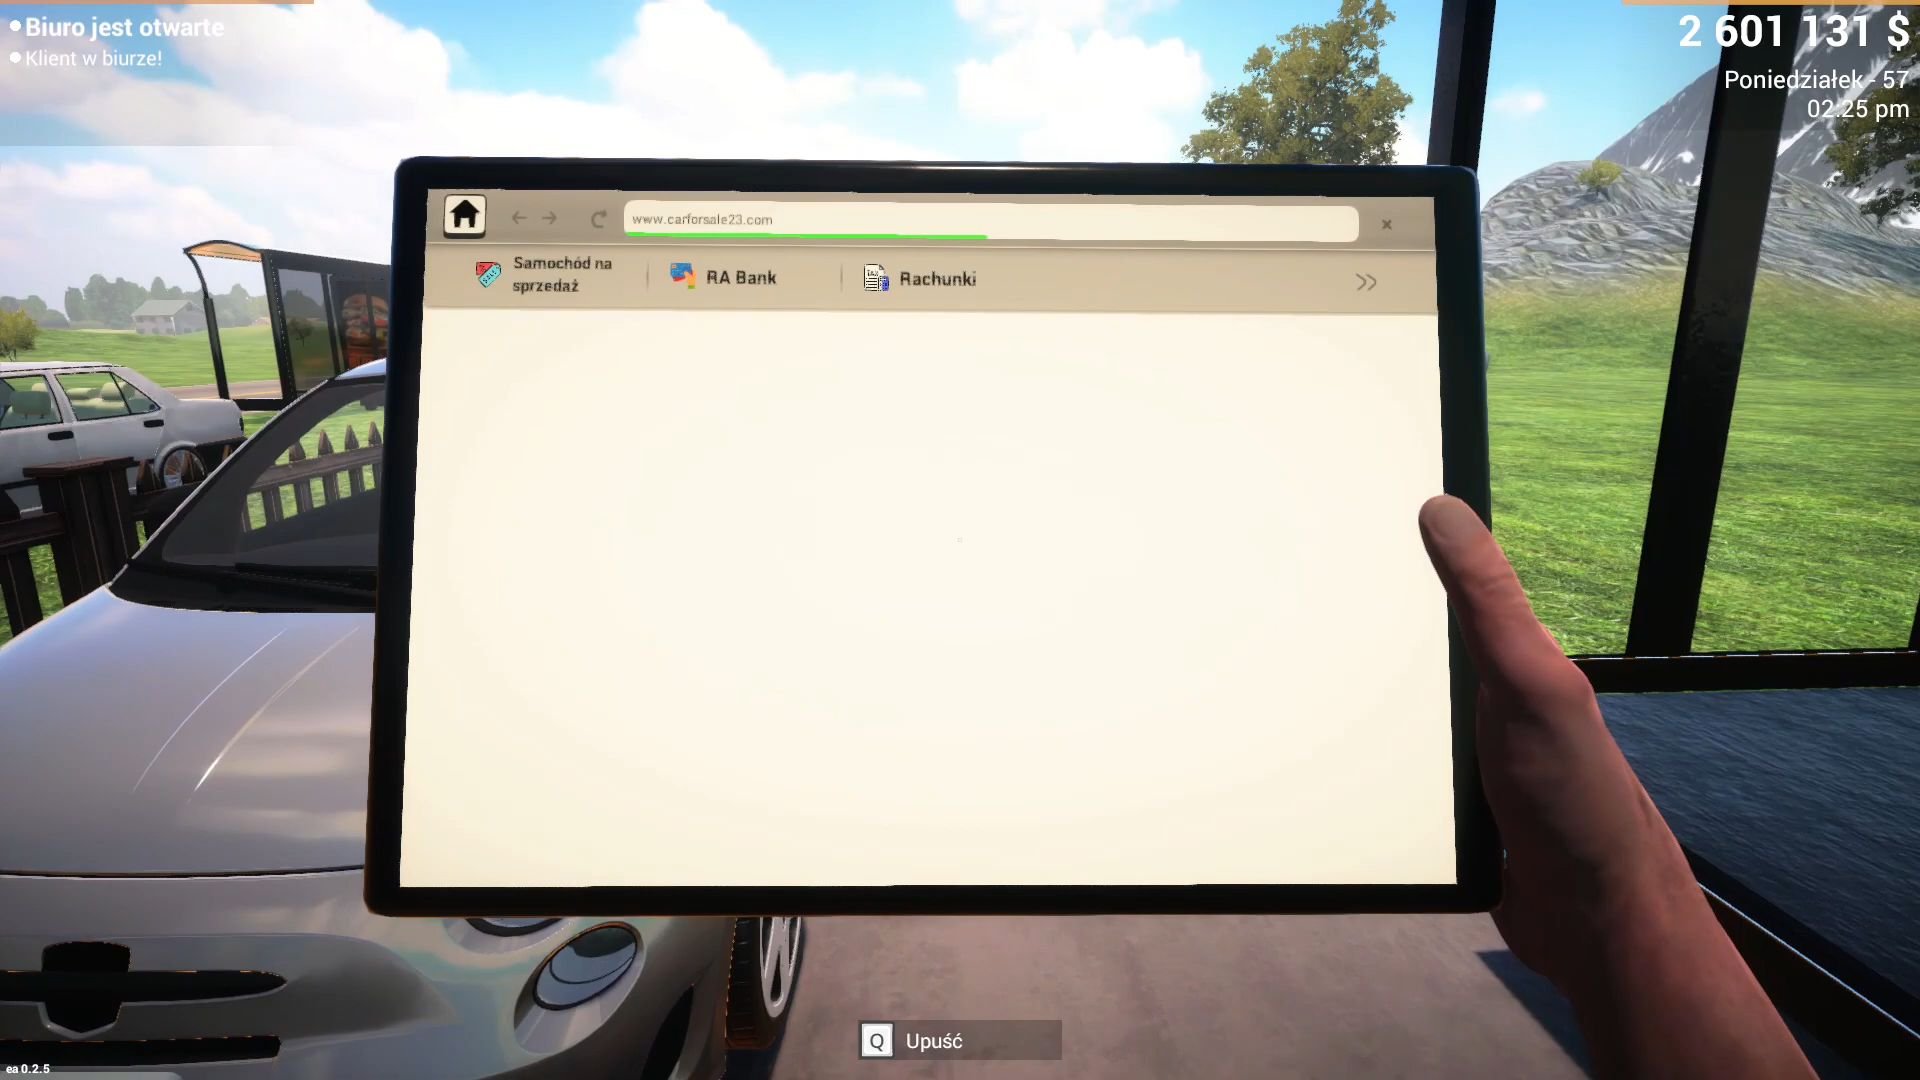 Biuro jest otwarte
Klient w biurze!
2 601 131 $
Poniedziałek - 57
02:25 pm
www.carforsale23.com
Samochód na
sprzedaż
RA Bank
Rachunki
Q Upuść
ea 0.2.5